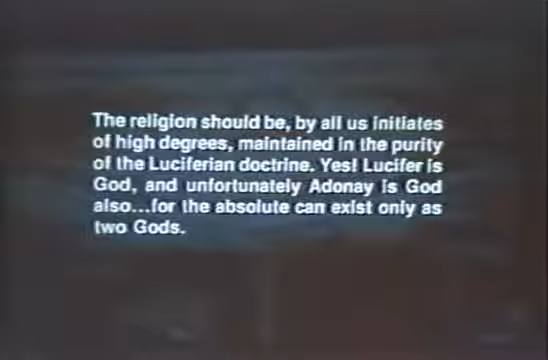 The religion should be, by all us initiates
of high degrees, maintained in the purity
of the Luciferian doctrine. Yes! Lucifer is
God, and unfortunately Adonay is God
also...for the absolute can exist only as
two Gods.